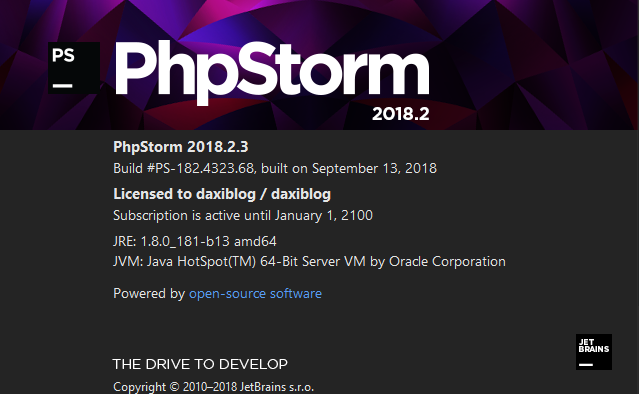 PS
PhpStorm
2018.2
PhpStorm 2018.2.3
Build #PS-182.4323.68, built on September 13, 2018
Licensed to daxiblog / daxiblog
Subscription is active until January 1, 2100
JRE: 1.8.0_181-b13 amd64
JVM: Java HotSpot(TM) 64-Bit Server VM by Oracle Corporation
Powered by open-source software
JET
BRAINS
THE DRIVE TO DEVELOP
Copyright © 2010–2018 JetBrains s.r.o.